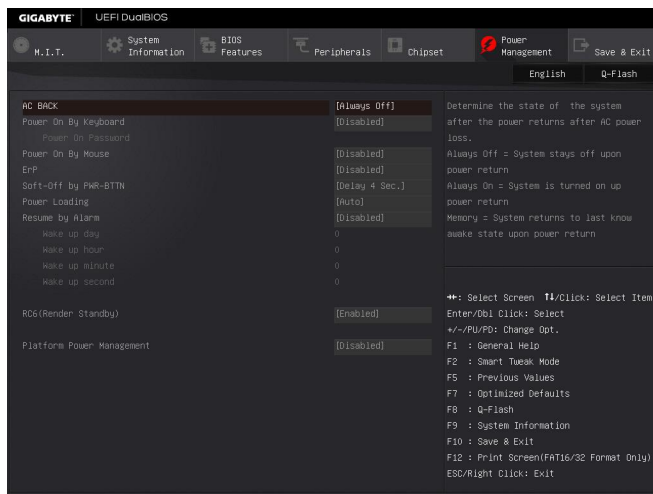 GIGABYTE™ UEFI DualBIOS
M.I.T. System Information BIOS Features Peripherals Chipset Power Management Save & Exit
English Q-Flash
AC BACK [Always Off]
Power On By Keyboard [Disabled]
Power On Password
Power On By Mouse [Disabled]
ErP [Disabled]
Soft-Off by PWR-BTTN [Delay 4 Sec.]
Power Loading [Auto]
Resume by Alarm [Disabled]
Wake up day 0
Wake up hour 0
Wake up minute 0
Wake up second 0
RC6(Render Standby) [Enabled]
Platform Power Management [Disabled]
Determine the state of the system
after the power returns after AC power
loss.
Always Off = System stays off upon
power return
Always On = System is turned on up
power return
Memory = System returns to last know
awake state upon power return
→←: Select Screen ↑↓/Click: Select Item
Enter/Dbl Click: Select
+/-/PU/PD: Change Opt.
F1 : General Help
F2 : Smart Tweak Mode
F5 : Previous Values
F7 : Optimized Defaults
F8 : Q-Flash
F9 : System Information
F10 : Save & Exit
F12 : Print Screen(FAT16/32 Format Only)
ESC/Right Click: Exit